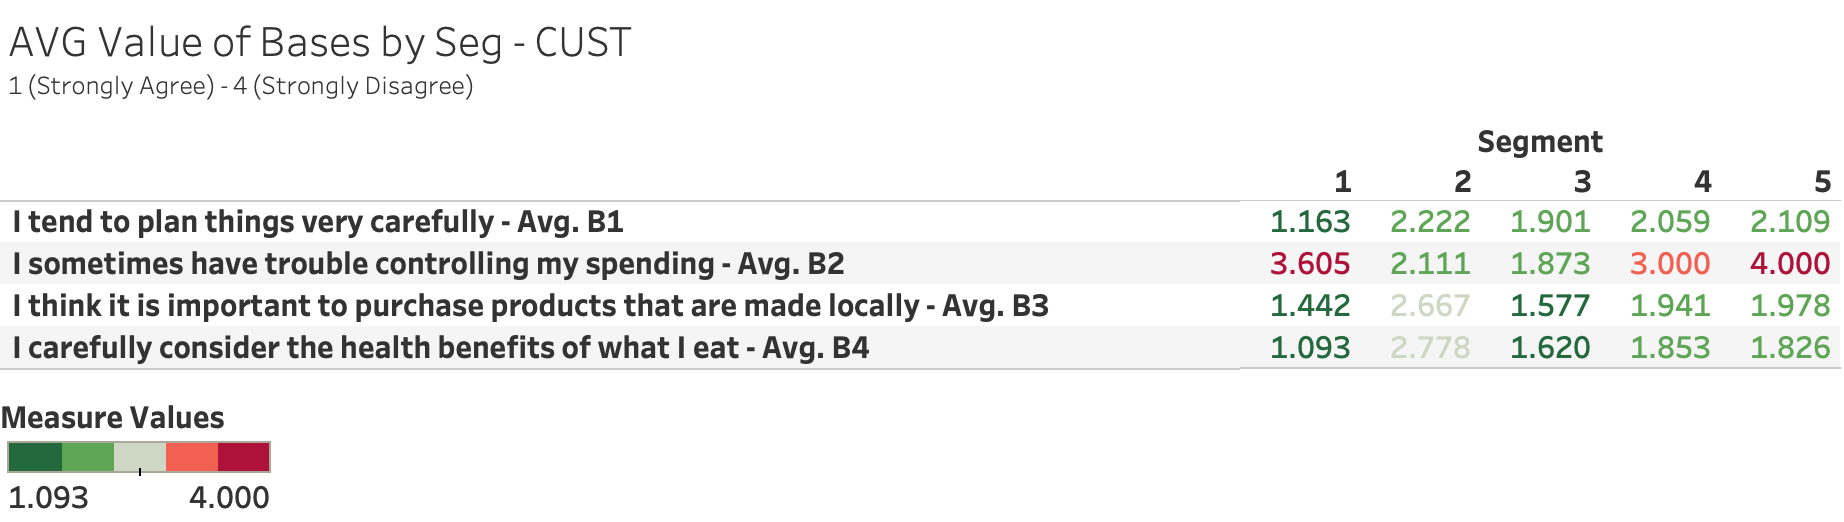 AVG Value of Bases by Seg - CUST
1 (Strongly Agree) - 4 (Strongly Disagree)
Segment
1 2 3 4 5
I tend to plan things very carefully - Avg. B1 1.163 2.222 1.901 2.059 2.109
I sometimes have trouble controlling my spending - Avg. B2 3.605 2.111 1.873 3.000 4.000
I think it is important to purchase products that are made locally - Avg. B3 1.442 2.667 1.577 1.941 1.978
I carefully consider the health benefits of what I eat - Avg. B4 1.093 2.778 1.620 1.853 1.826
Measure Values
1.093 4.000